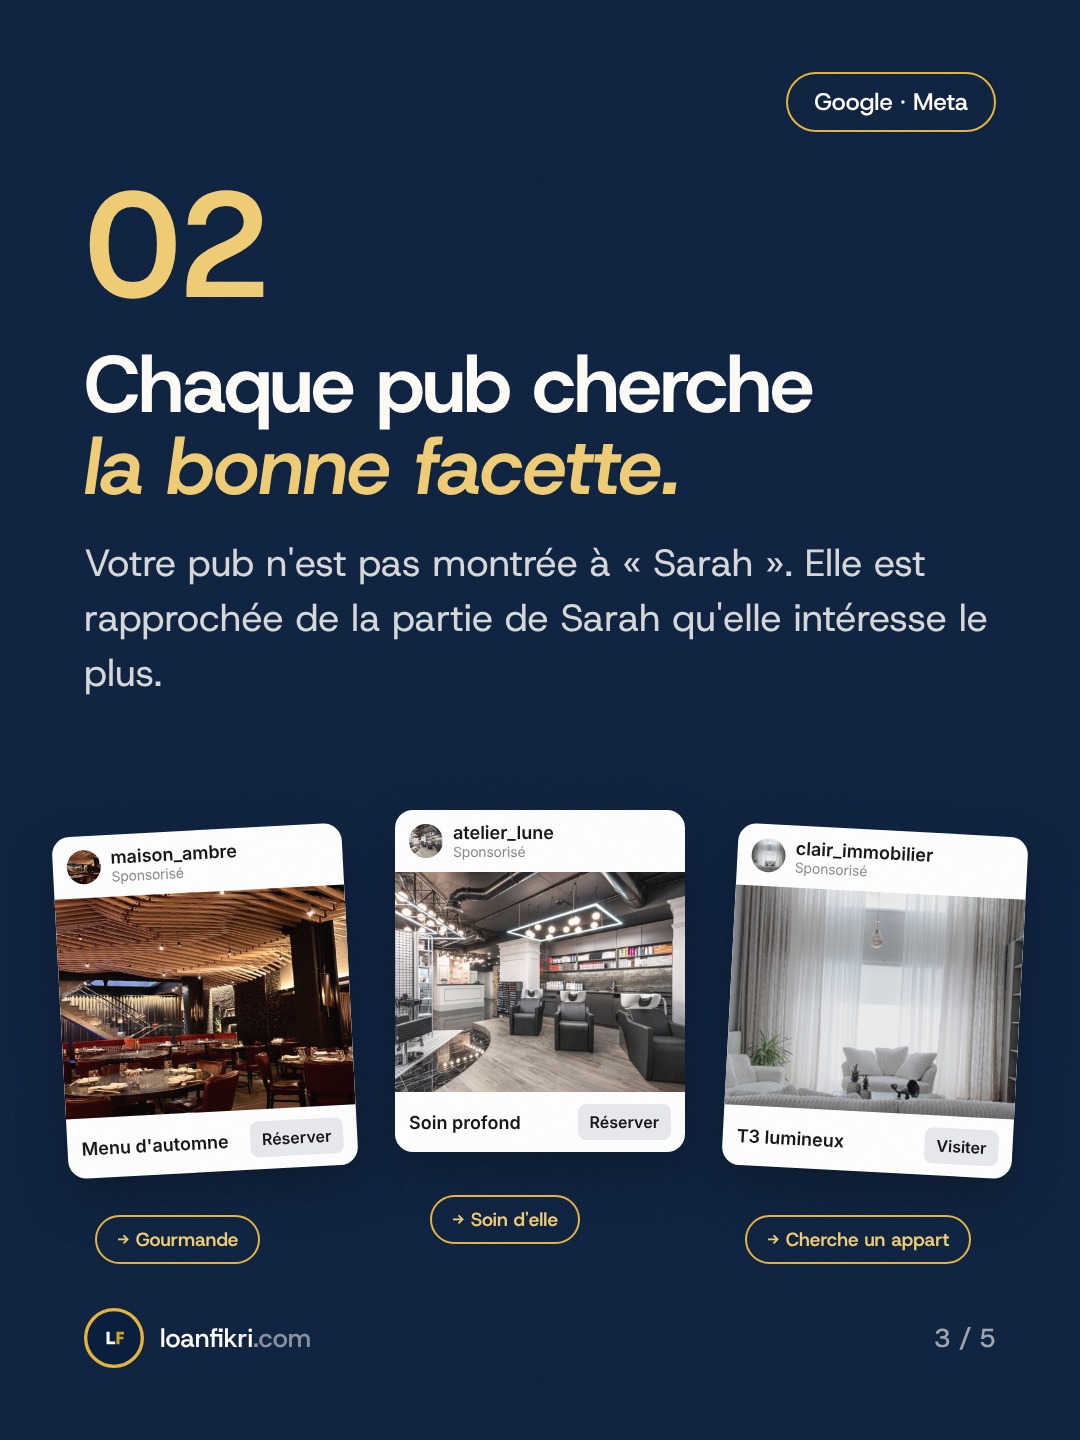 Google · Meta
02
Chaque pub cherche
la bonne facette.
Votre pub n'est pas montrée à « Sarah ». Elle est
rapprochée de la partie de Sarah qu'elle intéresse le
plus.
maison_ambre
Sponsorisé
Menu d'automne
Réserver
→ Gourmande
atelier_lune
Sponsorisé
Soin profond
Réserver
→ Soin d'elle
clair_immobilier
Sponsorisé
T3 lumineux
Visiter
→ Cherche un appart
LF
loanfikri.com
3 / 5